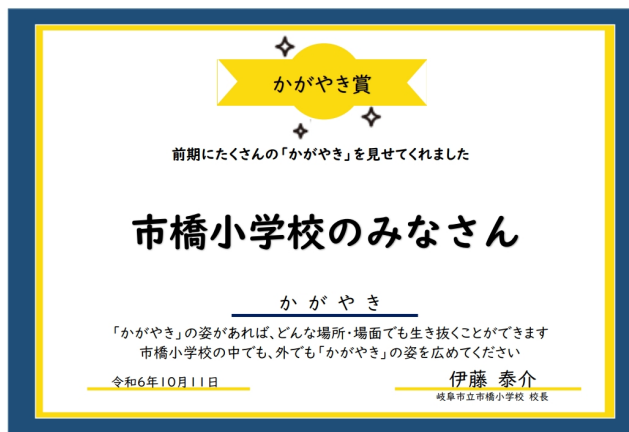 かがやき賞
前期にたくさんの「かがやき」を見せてくれました
市橋小学校のみなさん
かがやき
「かがやき」の姿があれば、どんな場所・場面でも生き抜くことができます
市橋小学校の中でも、外でも「かがやき」の姿を広めてください
令和6年10月11日
伊藤 泰介
岐阜市立市橋小学校 校長